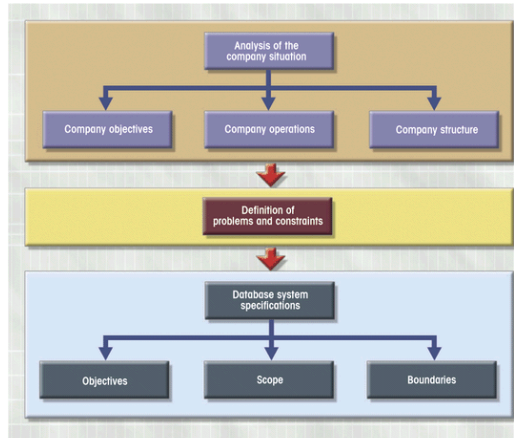 Analysis of the
company situation
Company objectives
Company operations
Company structure
Definition of
problems and constraints
Database system
specifications
Objectives
Scope
Boundaries